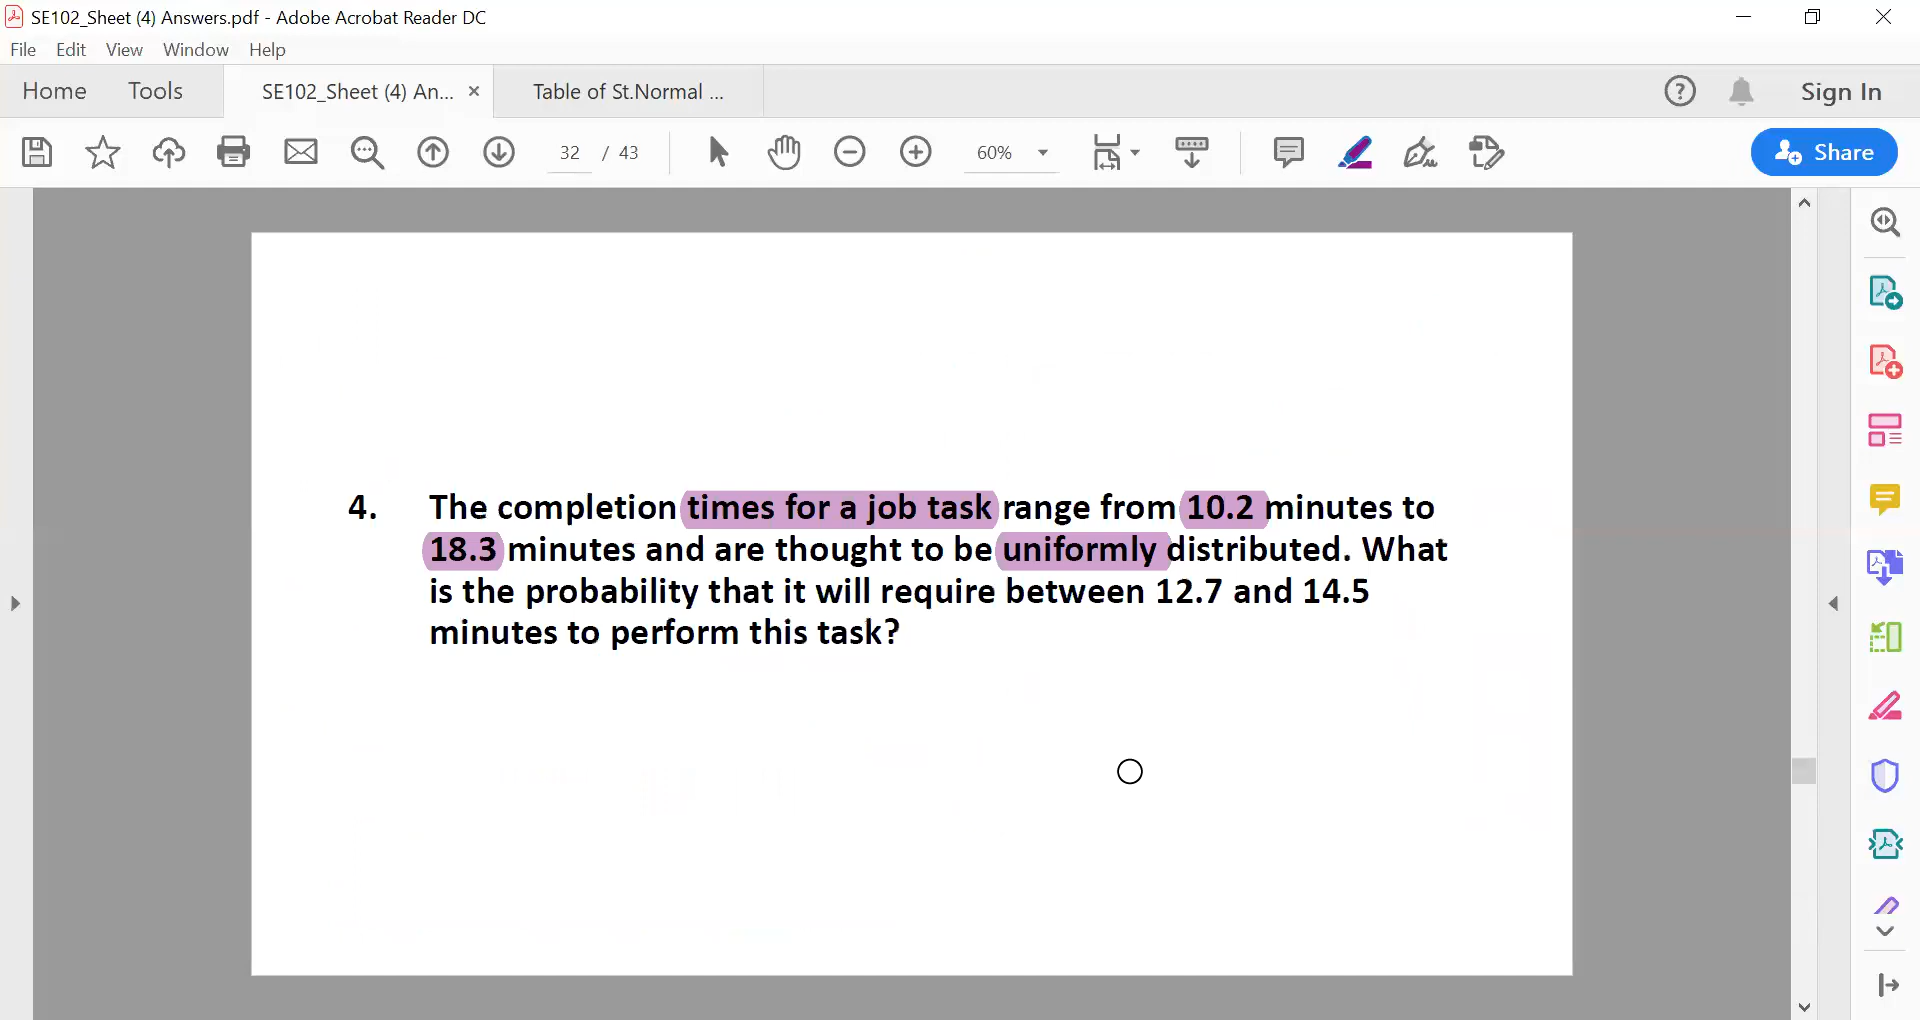 SE102_Sheet (4) Answers.pdf - Adobe Acrobat Reader DC
File Edit View Window Help
Home Tools SE102_Sheet (4) An... × Table of St.Normal ... Sign In
32 / 43 60% Share
4. The completion times for a job task range from 10.2 minutes to
18.3 minutes and are thought to be uniformly distributed. What
is the probability that it will require between 12.7 and 14.5
minutes to perform this task?